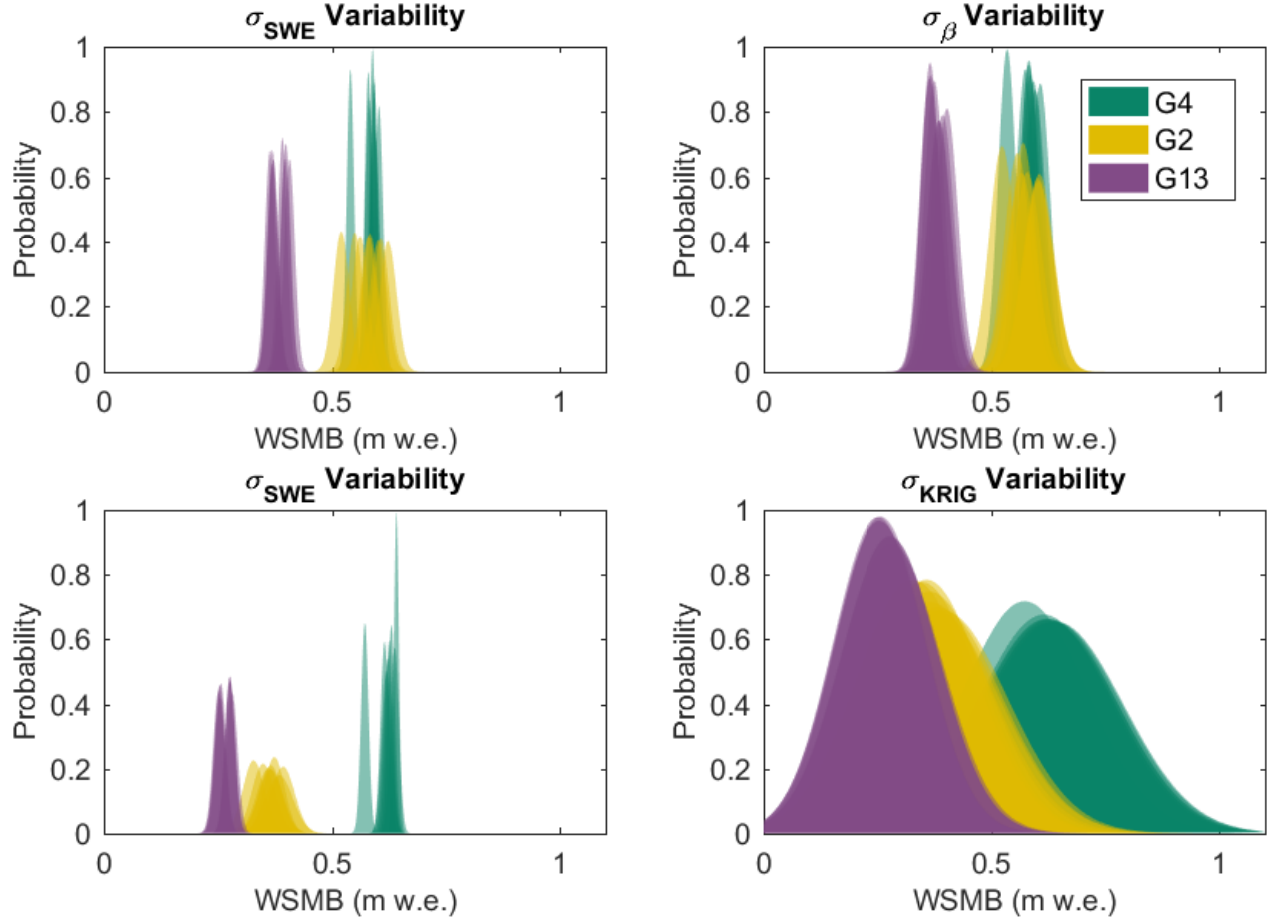 σSWE Variability
1
0.8
0.6
0.4
0.2
0
Probability
0 0.5 1
WSMB (m w.e.)
σβ Variability
1
0.8
0.6
0.4
0.2
0
Probability
G4
G2
G13
0 0.5 1
WSMB (m w.e.)
σSWE Variability
1
0.8
0.6
0.4
0.2
0
Probability
0 0.5 1
WSMB (m w.e.)
σKRIG Variability
1
0.8
0.6
0.4
0.2
0
Probability
0 0.5 1
WSMB (m w.e.)